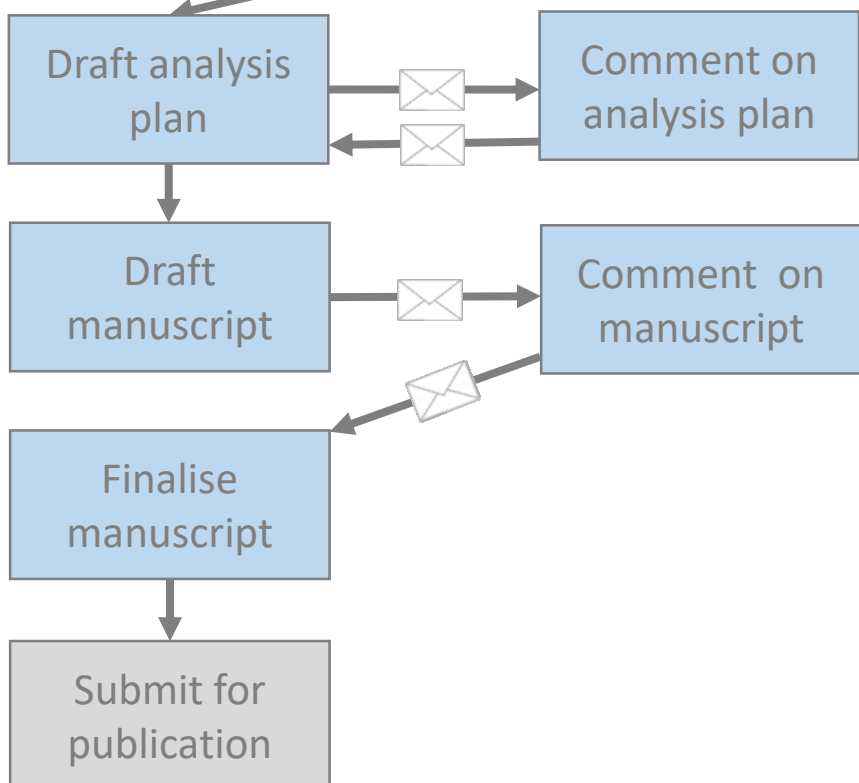 Draft analysis
plan
Comment on
analysis plan
Draft
manuscript
Comment on
manuscript
Finalise
manuscript
Submit for
publication